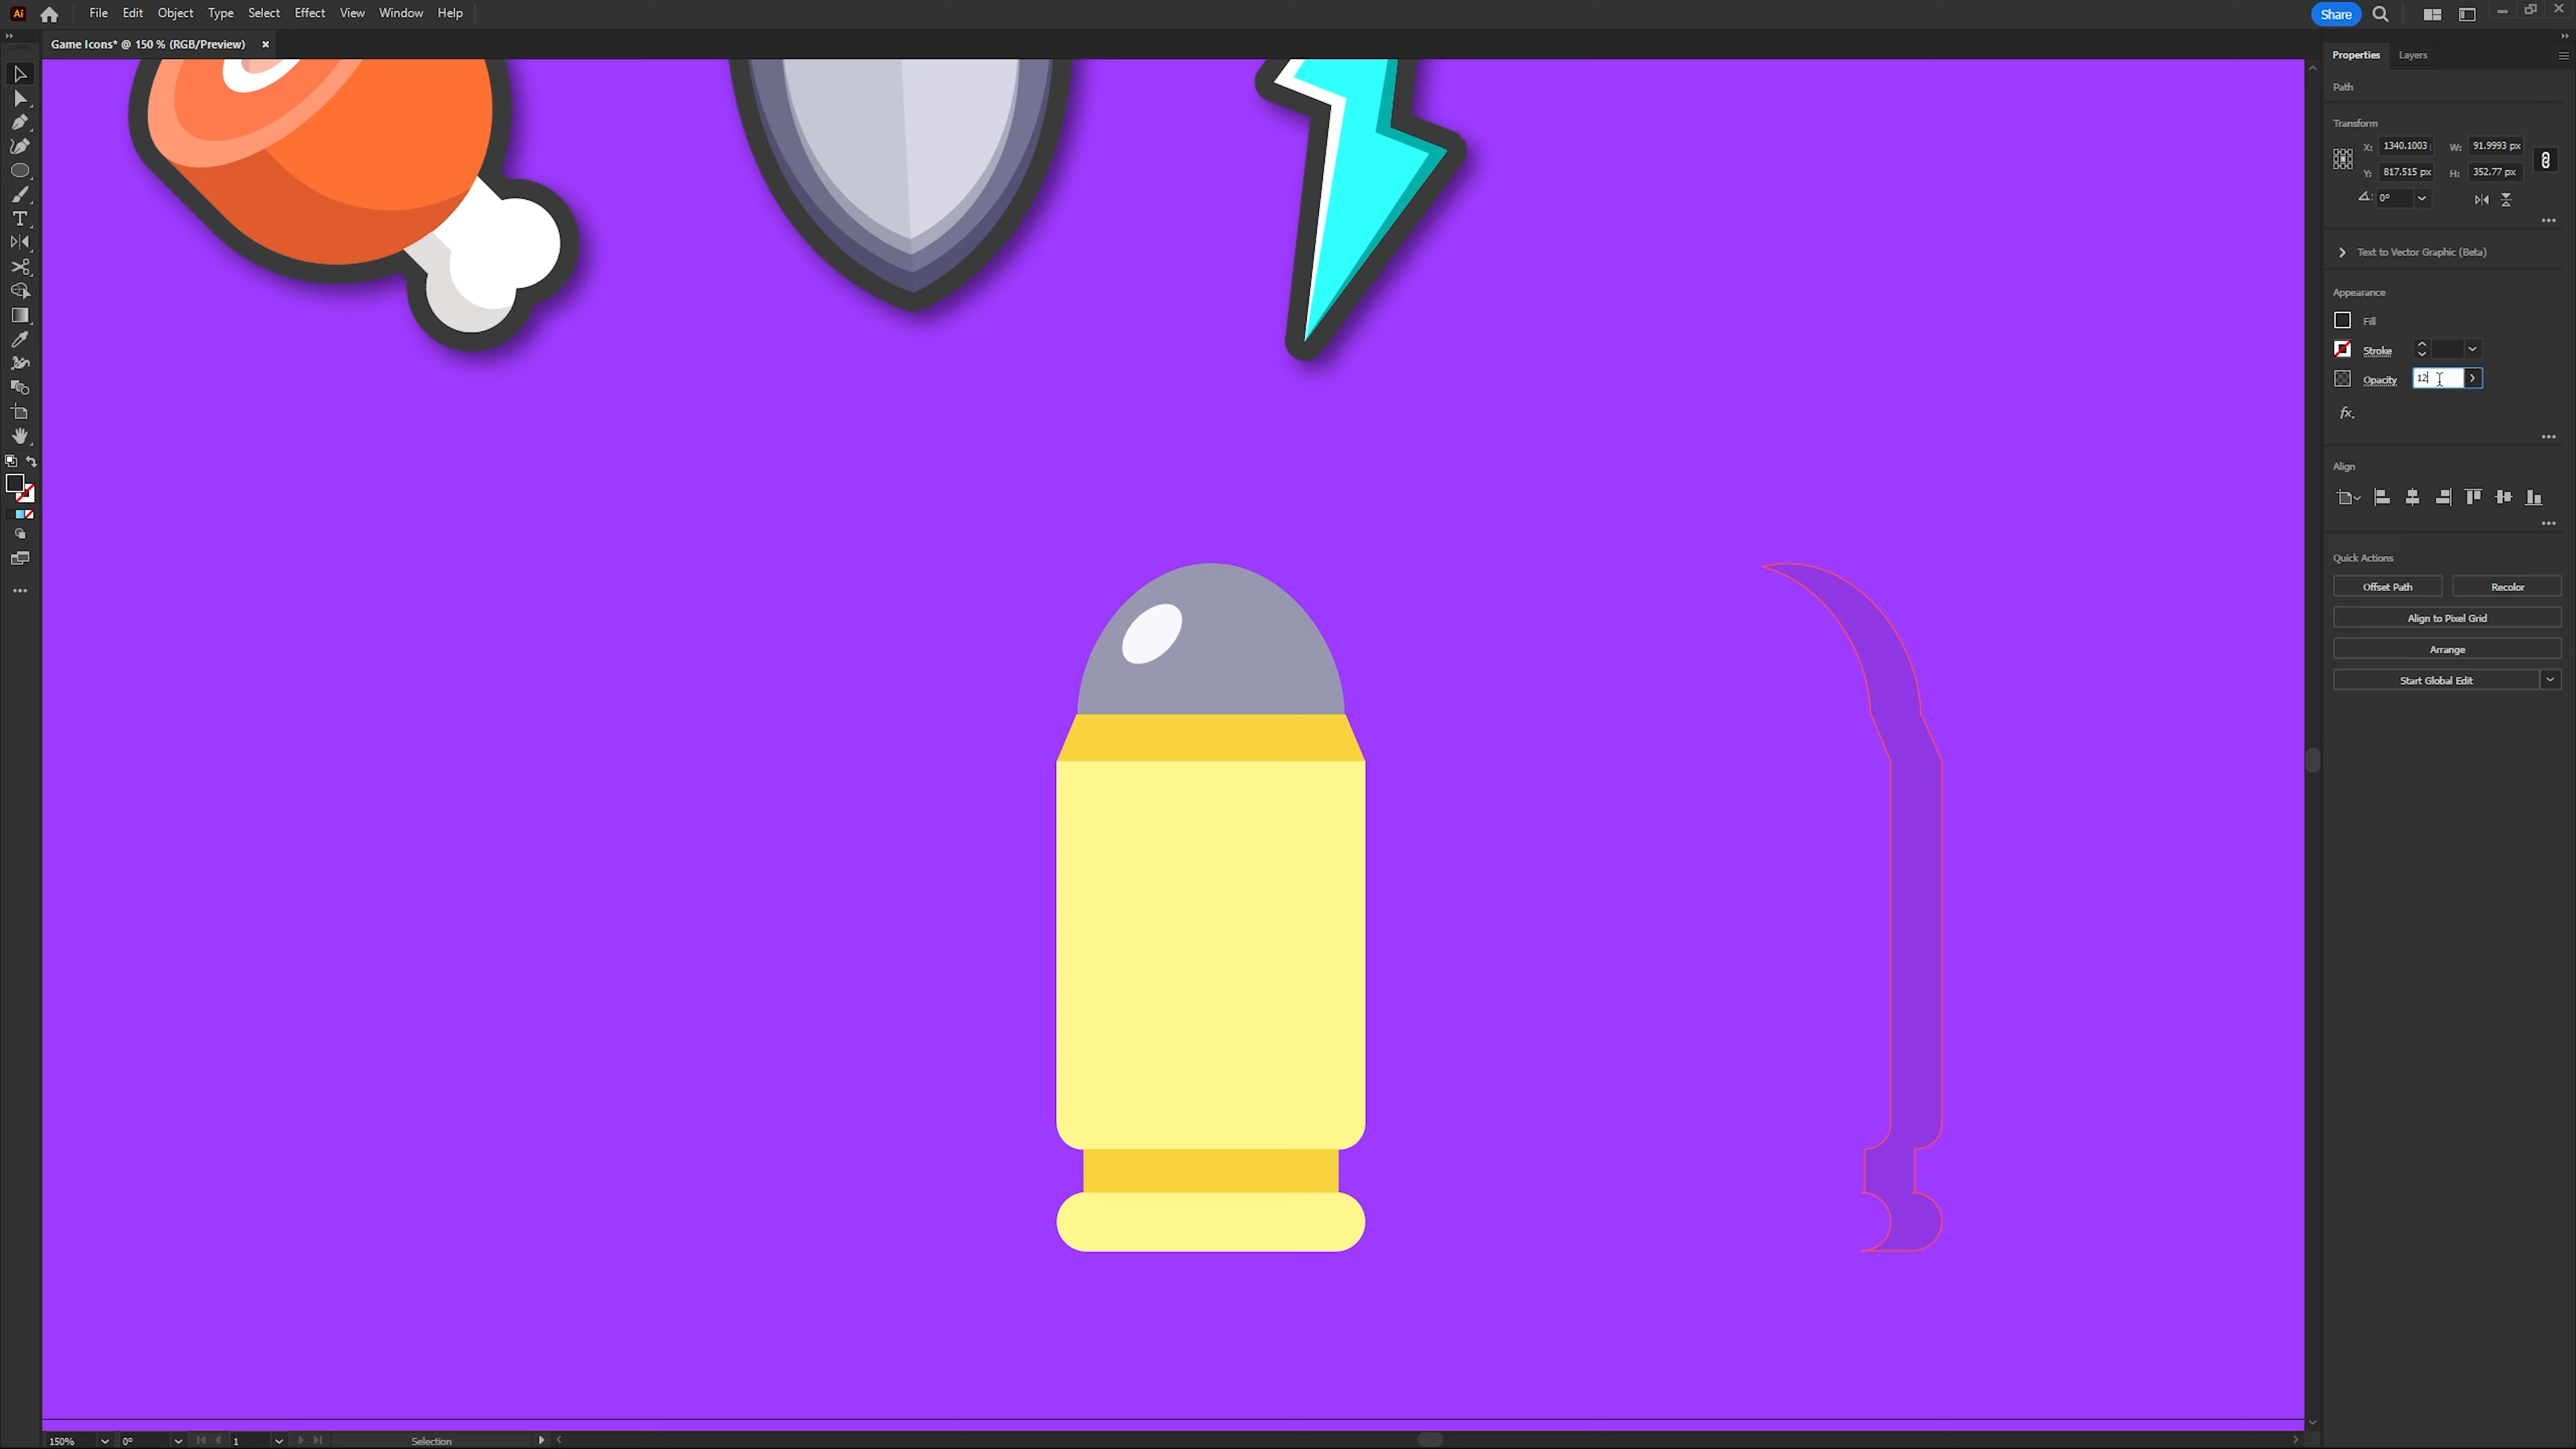 Ai File Edit Object Type Select Effect View Window Help Share
Game Icons* @ 150 % (RGB/Preview) ×
Properties Layers
Path
Transform
X: 1340.1003 W: 91.9993 px
Y: 817.515 px H: 352.77 px
0°
Text to Vector Graphic (Beta)
Appearance
Fill
Stroke
Opacity 12
fx.
Align
Quick Actions
Offset Path Recolor
Align to Pixel Grid
Arrange
Start Global Edit
150% 0° 1 Selection